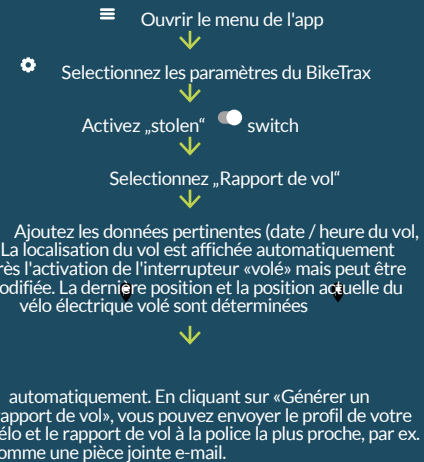 Ouvrir le menu de l'app
Selectionnez les paramètres du BikeTrax
Activez „stolen“ switch
Selectionnez „Rapport de vol“
Ajoutez les données pertinentes (date / heure du vol,
La localisation du vol est affichée automatiquement
rès l'activation de l'interrupteur «volé» mais peut être
odifiée. La dernière position et la position actuelle du
vélo électrique volé sont déterminées
automatiquement. En cliquant sur «Générer un
apport de vol», vous pouvez envoyer le profil de votre
élo et le rapport de vol à la police la plus proche, par ex.
omme une pièce jointe e-mail.